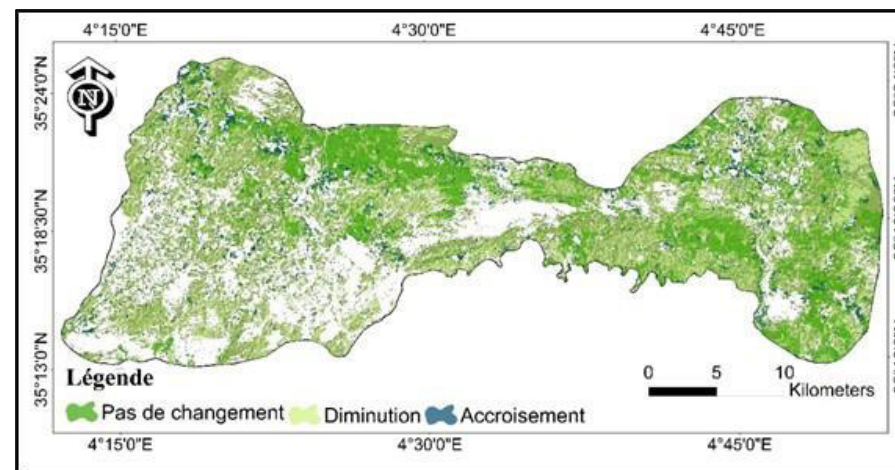 4°15'0"E 4°30'0"E 4°45'0"E
35°24'0"N
N
35°18'30"N
35°13'0"N
Légende
Pas de changement Diminution Accroisement
0 5 10
Kilometers
4°15'0"E 4°30'0"E 4°45'0"E